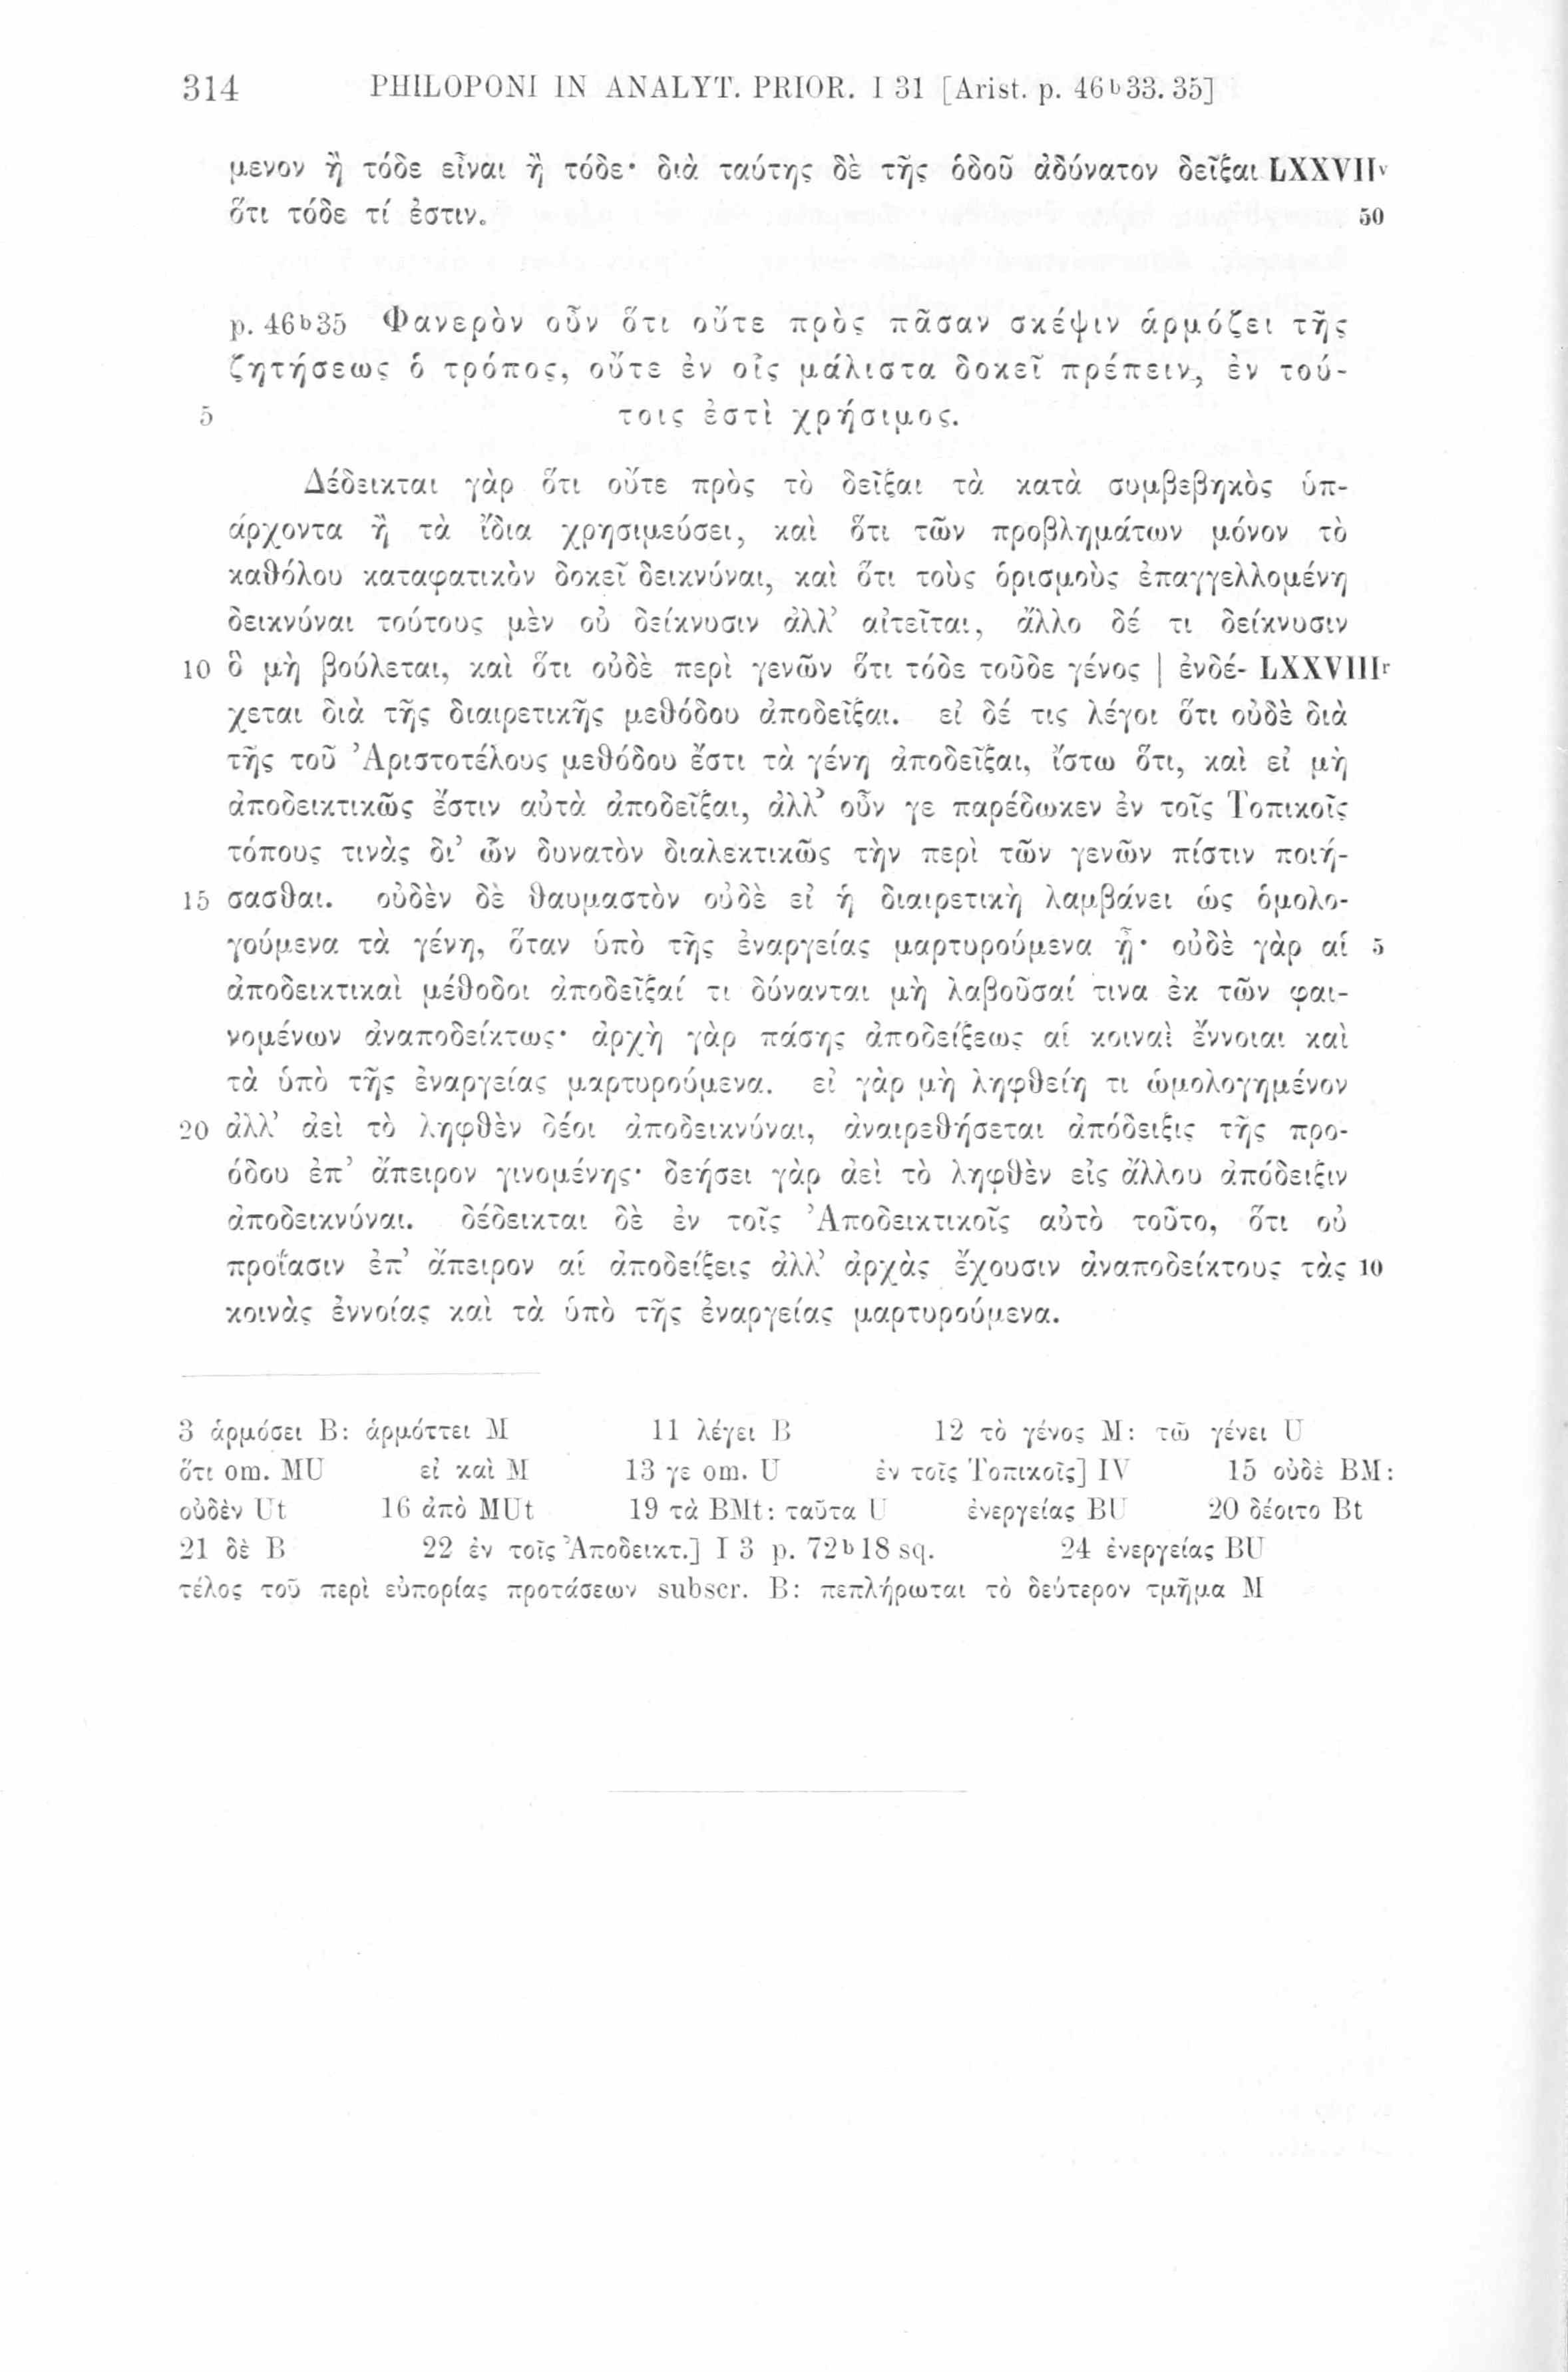 314 PHILOPONI IN ANALYT. PRIOR. I 31 [Arist. p. 46ᵇ33. 35]
μενον ἢ τόδε εἶναι ἢ τόδε· διὰ ταύτης δὲ τῆς ὁδοῦ ἀδύνατον δεῖξαι LXXVIIᵛ
ὅτι τόδε τί ἐστιν. 50
p. 46ᵇ35 Φανερὸν οὖν ὅτι οὔτε πρὸς πᾶσαν σκέψιν ἁρμόζει τῆς
ζητήσεως ὁ τρόπος, οὔτε ἐν οἷς μάλιστα δοκεῖ πρέπειν, ἐν τού-
5 τοις ἐστὶ χρήσιμος.
Δέδεικται γὰρ ὅτι οὔτε πρὸς τὸ δεῖξαι τὰ κατὰ συμβεβηκὸς ὑπ-
άρχοντα ἢ τὰ ἴδια χρησιμεύσει, καὶ ὅτι τῶν προβλημάτων μόνον τὸ
καθόλου καταφατικὸν δοκεῖ δεικνύναι, καὶ ὅτι τοὺς ὁρισμοὺς ἐπαγγελλομένη
δεικνύναι τούτους μὲν οὐ δείκνυσιν ἀλλ’ αἰτεῖται, ἄλλο δέ τι δείκνυσιν
10 ὃ μὴ βούλεται, καὶ ὅτι οὐδὲ περὶ γενῶν ὅτι τόδε τοῦδε γένος | ἐνδέ- LXXVIIIʳ
χεται διὰ τῆς διαιρετικῆς μεθόδου ἀποδεῖξαι. εἰ δέ τις λέγοι ὅτι οὐδὲ διὰ
τῆς τοῦ Ἀριστοτέλους μεθόδου ἔστι τὰ γένη ἀποδεῖξαι, ἴστω ὅτι, καὶ εἰ μὴ
ἀποδεικτικῶς ἔστιν αὐτὰ ἀποδεῖξαι, ἀλλ’ οὖν γε παρέδωκεν ἐν τοῖς Τοπικοῖς
τόπους τινὰς δι’ ὧν δυνατὸν διαλεκτικῶς τὴν περὶ τῶν γενῶν πίστιν ποιή-
15 σασθαι. οὐδὲν δὲ θαυμαστὸν οὐδὲ εἰ ἡ διαιρετικὴ λαμβάνει ὡς ὁμολο-
γούμενα τὰ γένη, ὅταν ὑπὸ τῆς ἐναργείας μαρτυρούμενα ᾖ· οὐδὲ γὰρ αἱ 5
ἀποδεικτικαὶ μέθοδοι ἀποδεῖξαί τι δύνανται μὴ λαβοῦσαί τινα ἐκ τῶν φαι-
νομένων ἀναποδείκτως· ἀρχὴ γὰρ πάσης ἀποδείξεως αἱ κοιναὶ ἔννοιαι καὶ
τὰ ὑπὸ τῆς ἐναργείας μαρτυρούμενα. εἰ γὰρ μὴ ληφθείη τι ὡμολογημένον
20 ἀλλ’ ἀεὶ τὸ ληφθὲν δέοι ἀποδεικνύναι, ἀναιρεθήσεται ἀπόδειξις τῆς προ-
όδου ἐπ’ ἄπειρον γινομένης· δεήσει γὰρ ἀεὶ τὸ ληφθὲν εἰς ἄλλου ἀπόδειξιν
ἀποδεικνύναι. δέδεικται δὲ ἐν τοῖς Ἀποδεικτικοῖς αὐτὸ τοῦτο, ὅτι οὐ
προΐασιν ἐπ’ ἄπειρον αἱ ἀποδείξεις ἀλλ’ ἀρχὰς ἔχουσιν ἀναποδείκτους τὰς 10
κοινὰς ἐννοίας καὶ τὰ ὑπὸ τῆς ἐναργείας μαρτυρούμενα.
3 ἁρμόσει B: ἁρμόττει M 11 λέγει B 12 τὸ γένος M: τῶ γένει U
ὅτι om. MU εἰ καὶ M 13 γε om. U ἐν τοῖς Τοπικοῖς] IV 15 οὐδὲ BM:
οὐδὲν Ut 16 ἀπὸ MUt 19 τὰ BMt: ταῦτα U ἐνεργείας BU 20 δέοιτο Bt
21 δὲ B 22 ἐν τοῖς Ἀποδεικτ.] I 3 p. 72ᵇ18 sq. 24 ἐνεργείας BU
τέλος τοῦ περὶ εὐπορίας προτάσεων subscr. B: πεπλήρωται τὸ δεύτερον τμῆμα M